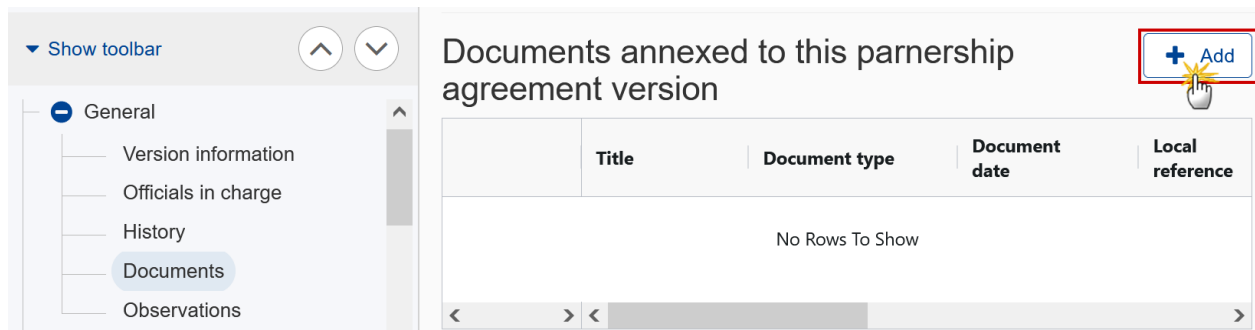 Show toolbar
General
Version information
Officials in charge
History
Documents
Observations
Documents annexed to this parnership
agreement version
Add
Title
Document type
Document
date
Local
reference
No Rows To Show